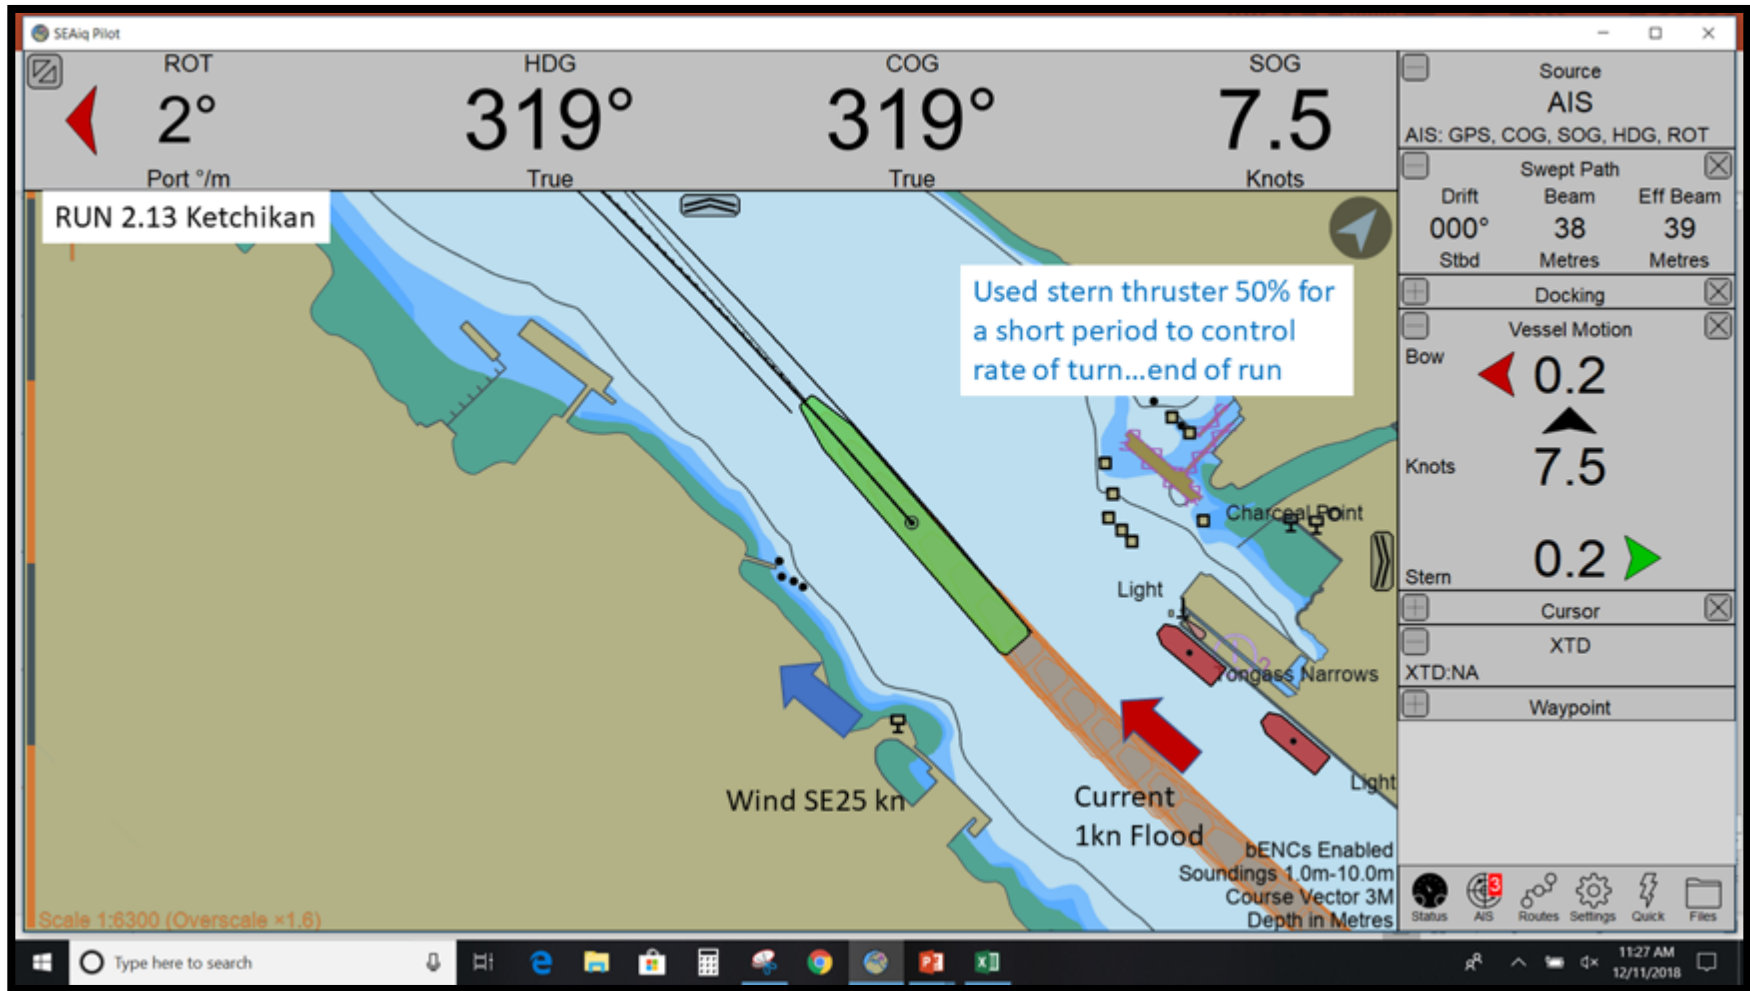 SEAiq Pilot
ROT
HDG
COG
SOG
2°
319°
319°
7.5
Port °/m
True
True
Knots
RUN 2.13 Ketchikan
Used stern thruster 50% for
a short period to control
rate of turn...end of run
Charcoal Point
Light
Tongass Narrows
Light
Wind SE25 kn
Current
1kn Flood
bENCs Enabled
Soundings 1.0m-10.0m
Course Vector 3M
Depth in Metres
Scale 1:6300 (Overscale ×1.6)
Source
AIS
AIS: GPS, COG, SOG, HDG, ROT
Swept Path
Drift Beam Eff Beam
000° 38 39
Stbd Metres Metres
Docking
Vessel Motion
Bow 0.2
Knots 7.5
Stern 0.2
Cursor
XTD
XTD:NA
Waypoint
3
Status AIS Routes Settings Quick Files
Type here to search
11:27 AM
12/11/2018